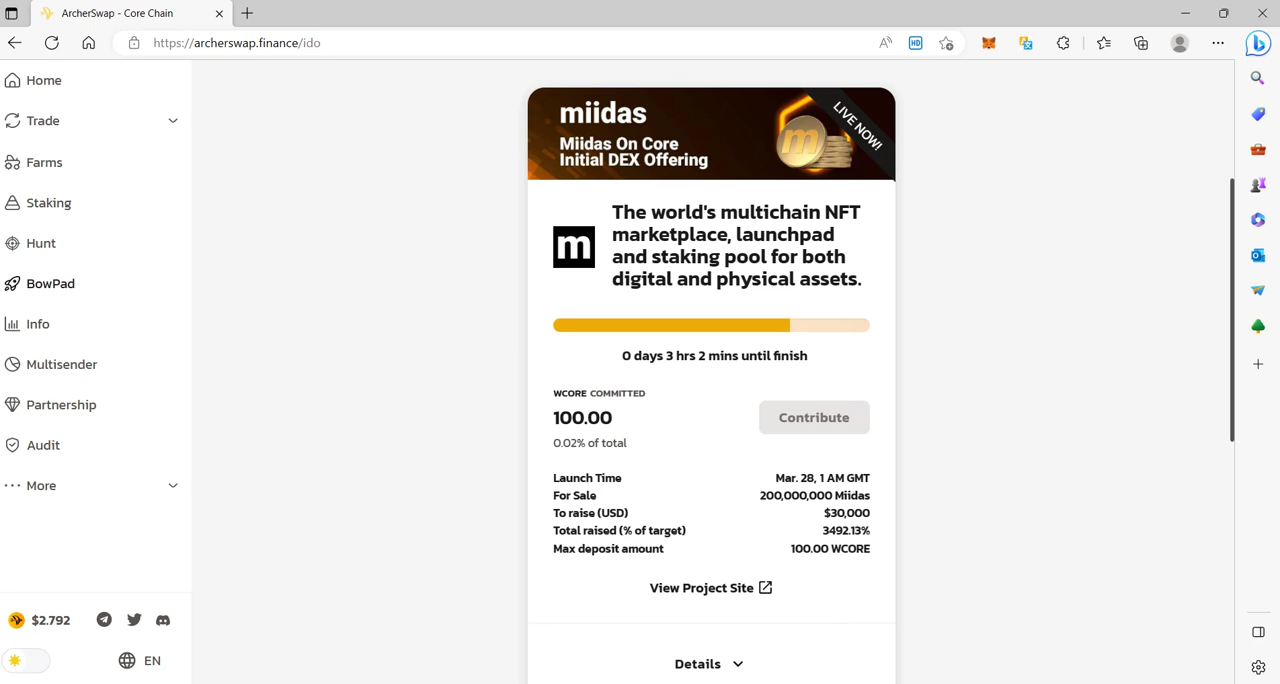 ArcherSwap - Core Chain
https://archerswap.finance/ido
HD
Home
Trade
Farms
Staking
Hunt
BowPad
Info
Multisender
Partnership
Audit
More
$2.792
EN
miidas
Miidas On Core
Initial DEX Offering
m
LIVE NOW!
m
The world's multichain NFT
marketplace, launchpad
and staking pool for both
digital and physical assets.
0 days 3 hrs 2 mins until finish
WCORE COMMITTED
100.00
Contribute
0.02% of total
Launch Time Mar. 28, 1 AM GMT
For Sale 200,000,000 Miidas
To raise (USD) $30,000
Total raised (% of target) 3492.13%
Max deposit amount 100.00 WCORE
View Project Site
Details